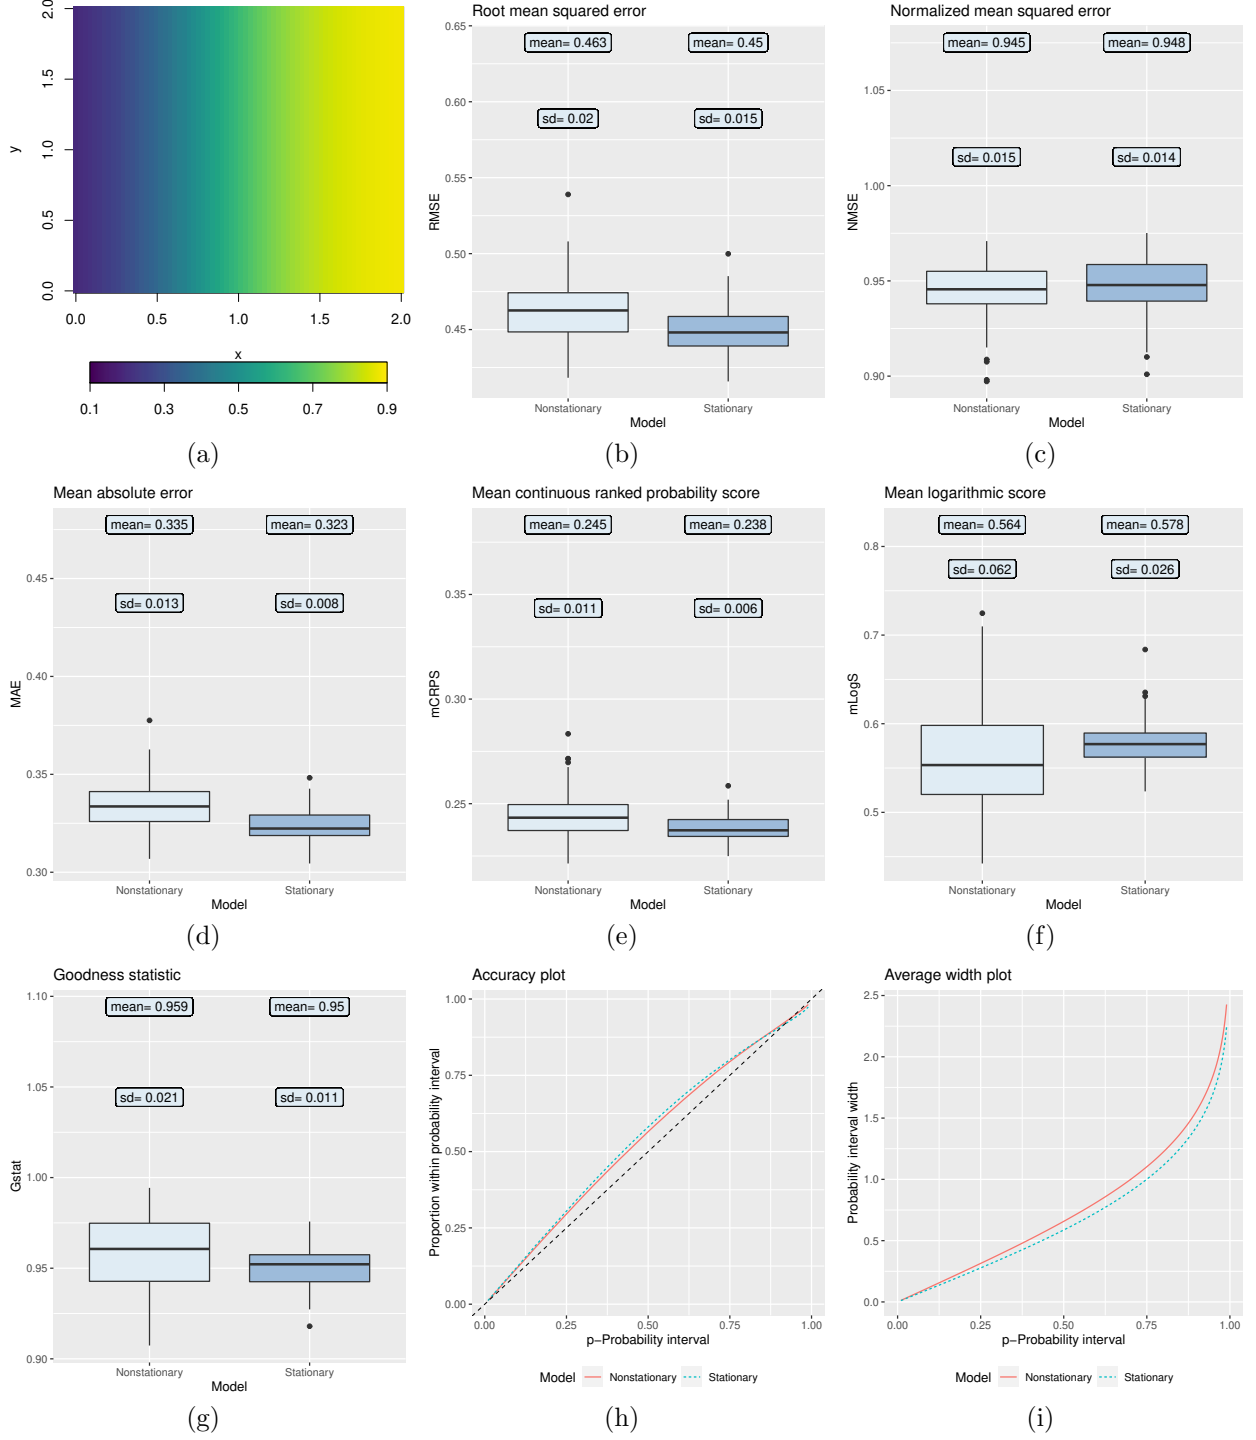 2.0
1.5
1.0
0.5
0.0
y
0.0 0.5 1.0 1.5 2.0
x
0.1 0.3 0.5 0.7 0.9
(a)
Root mean squared error
mean= 0.463 mean= 0.45
sd= 0.02 sd= 0.015
0.65
0.60
0.55
0.50
0.45
RMSE
Nonstationary Stationary
Model
(b)
Normalized mean squared error
mean= 0.945 mean= 0.948
sd= 0.015 sd= 0.014
1.05
1.00
0.95
0.90
NMSE
Nonstationary Stationary
Model
(c)
Mean absolute error
mean= 0.335 mean= 0.323
sd= 0.013 sd= 0.008
0.45
0.40
0.35
0.30
MAE
Nonstationary Stationary
Model
(d)
Mean continuous ranked probability score
mean= 0.245 mean= 0.238
sd= 0.011 sd= 0.006
0.35
0.30
0.25
mCRPS
Nonstationary Stationary
Model
(e)
Mean logarithmic score
mean= 0.564 mean= 0.578
sd= 0.062 sd= 0.026
0.8
0.7
0.6
0.5
mLogS
Nonstationary Stationary
Model
(f)
Goodness statistic
mean= 0.959 mean= 0.95
sd= 0.021 sd= 0.011
1.10
1.05
1.00
0.95
0.90
Gstat
Nonstationary Stationary
Model
(g)
Accuracy plot
1.00
0.75
0.50
0.25
0.00
Proportion within probability interval
0.00 0.25 0.50 0.75 1.00
p−Probability interval
Model Nonstationary Stationary
(h)
Average width plot
2.5
2.0
1.5
1.0
0.5
0.0
Probability interval width
0.00 0.25 0.50 0.75 1.00
p−Probability interval
Model Nonstationary Stationary
(i)